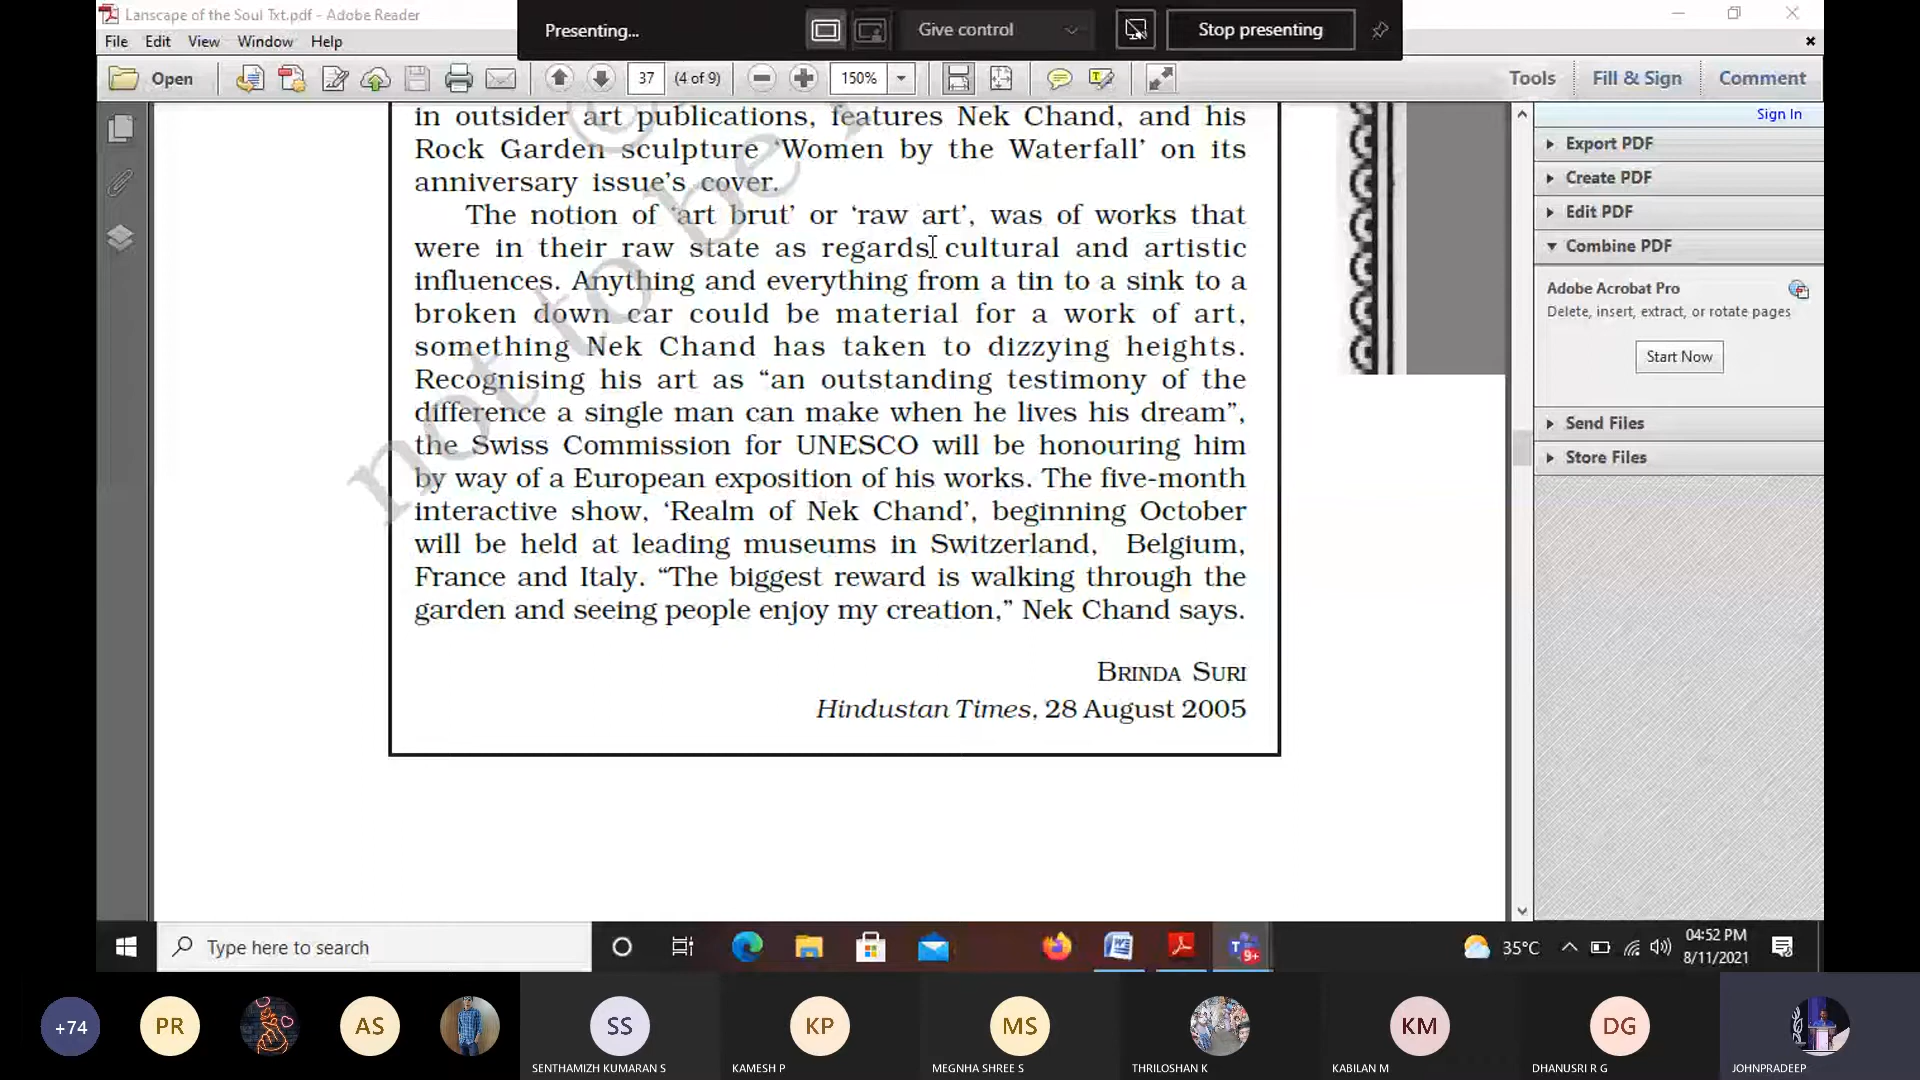 Lanscape of the Soul Txt.pdf - Adobe Reader
Presenting...
Give control
Stop presenting
File Edit View Window Help
Open
37 (4 of 9)
150%
Tools
Fill & Sign
Comment
Sign In
in outsider art publications, features Nek Chand, and his
Rock Garden sculpture ‘Women by the Waterfall’ on its
anniversary issue’s cover.
The notion of ‘art brut’ or ‘raw art’, was of works that
were in their raw state as regards cultural and artistic
influences. Anything and everything from a tin to a sink to a
broken down car could be material for a work of art,
something Nek Chand has taken to dizzying heights.
Recognising his art as “an outstanding testimony of the
difference a single man can make when he lives his dream”,
the Swiss Commission for UNESCO will be honouring him
by way of a European exposition of his works. The five-month
interactive show, ‘Realm of Nek Chand’, beginning October
will be held at leading museums in Switzerland, Belgium,
France and Italy. “The biggest reward is walking through the
garden and seeing people enjoy my creation,” Nek Chand says.
BRINDA SURI
Hindustan Times, 28 August 2005
not to be
©
Export PDF
Create PDF
Edit PDF
Combine PDF
Adobe Acrobat Pro
Delete, insert, extract, or rotate pages
Start Now
Send Files
Store Files
Type here to search
9+
35°C
04:52 PM
8/11/2021
+74
PR
AS
SS
KP
MS
KM
DG
SENTHAMIZH KUMARAN S
KAMESH P
MEGNHA SHREE S
THRILOSHAN K
KABILAN M
DHANUSRI R G
JOHNPRADEEP